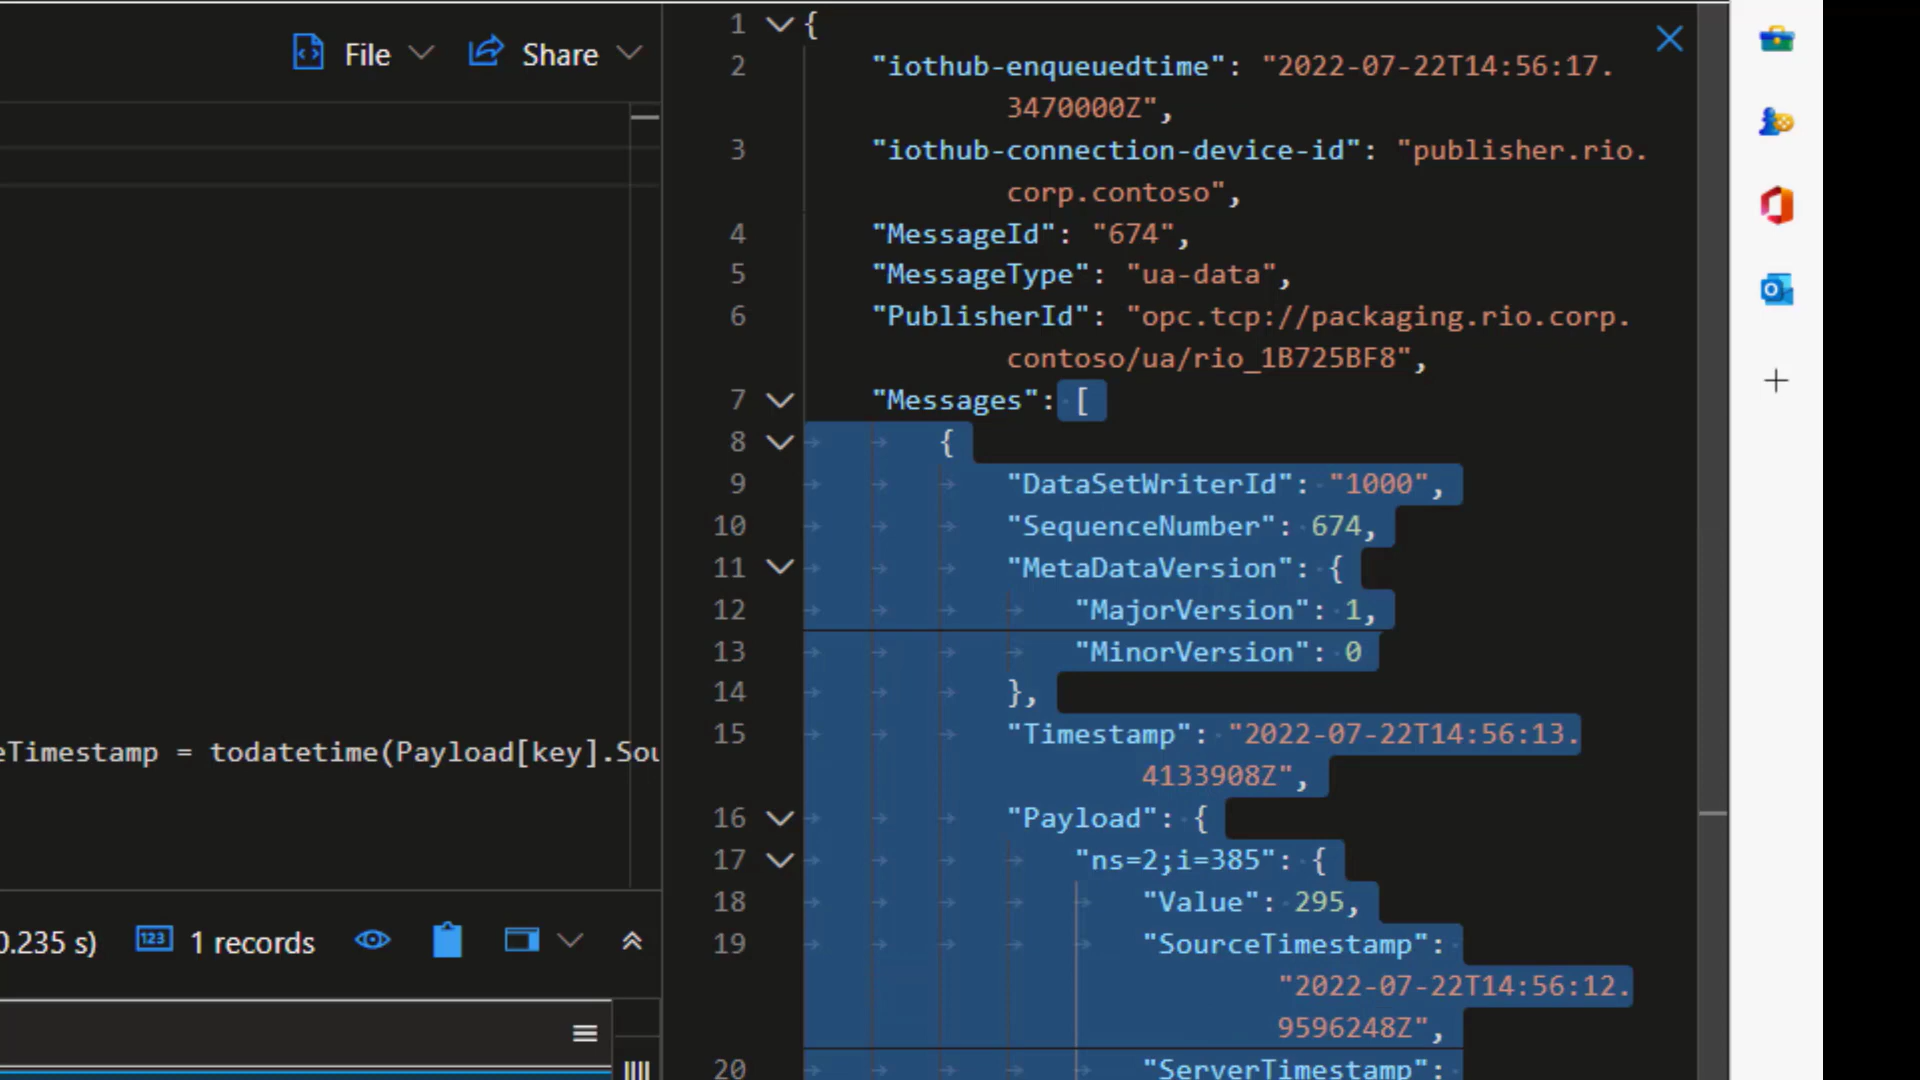 File
Share
eTimestamp = todatetime(Payload[key].Sou
0.235 s)
123
1 records
1 {
2 "iothub-enqueuedtime": "2022-07-22T14:56:17.
3470000Z",
3 "iothub-connection-device-id": "publisher.rio.
corp.contoso",
4 "MessageId": "674",
5 "MessageType": "ua-data",
6 "PublisherId": "opc.tcp://packaging.rio.corp.
contoso/ua/rio_1B725BF8",
7 "Messages": [
8 {
9 "DataSetWriterId": "1000",
10 "SequenceNumber": 674,
11 "MetaDataVersion": {
12 "MajorVersion": 1,
13 "MinorVersion": 0
14 },
15 "Timestamp": "2022-07-22T14:56:13.
4133908Z",
16 "Payload": {
17 "ns=2;i=385": {
18 "Value": 295,
19 "SourceTimestamp":
"2022-07-22T14:56:12.
9596248Z",
20 "ServerTimestamp":